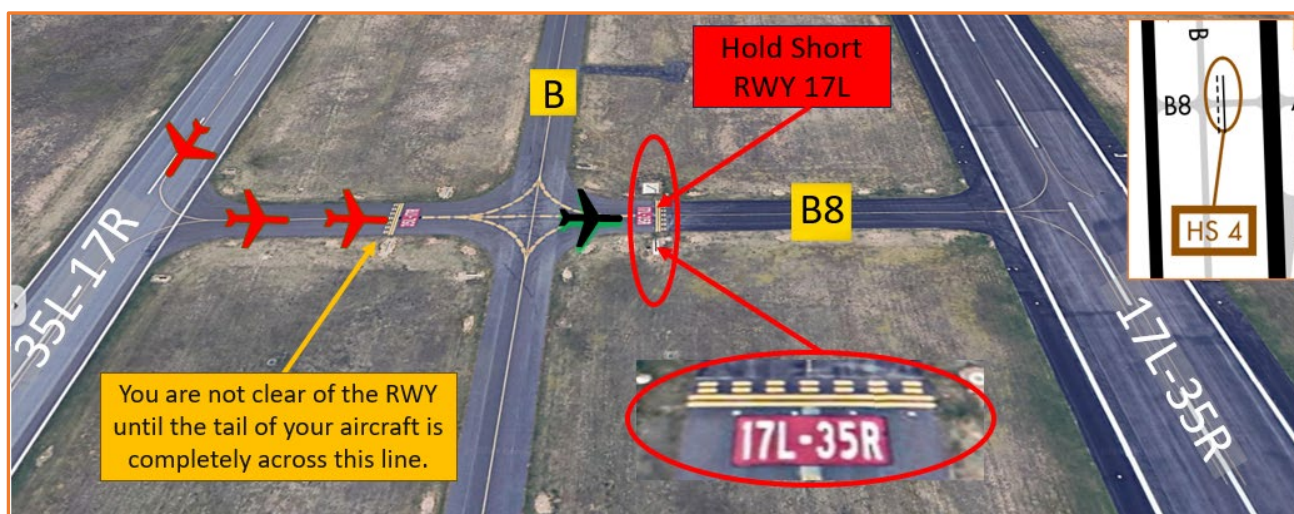 Hold Short
RWY 17L
B
B
B8
HS 4
B8
35L-17R
17L-35R
You are not clear of the RWY
until the tail of your aircraft is
completely across this line.
17L-35R